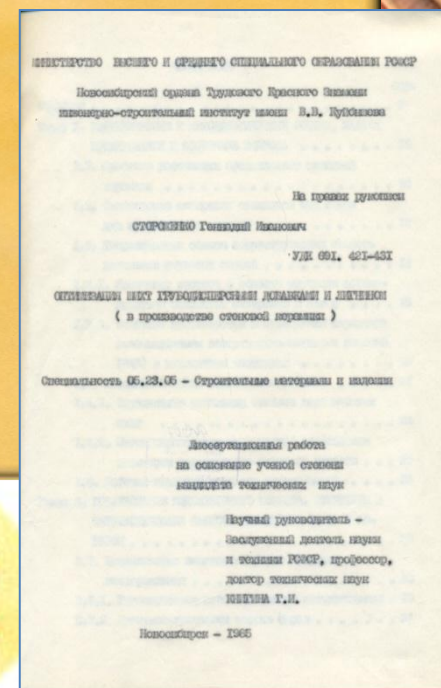 МИНИСТЕРСТВО ВЫСШЕГО И СРЕДНЕГО СПЕЦИАЛЬНОГО ОБРАЗОВАНИЯ РСФСР
Новосибирский ордена Трудового Красного Знамени
инженерно-строительный институт имени В.В. Куйбышева
На правах рукописи
СТОРОЖЕНКО Геннадий Иванович
УДК 691. 421-431
ОПТИМИЗАЦИЯ ШИХТ ГРУБОДИСПЕРСНЫМИ ДОБАВКАМИ И ЛИГНИНОМ
( в производстве стеновой керамики )
Специальность 05.23.05 - Строительные материалы и изделия
Диссертационная работа
на соискание ученой степени
кандидата технических наук
Научный руководитель -
Заслуженный деятель науки
и техники РСФСР, профессор,
доктор технических наук
КНИГИНА Г.И.
Новосибирск - 1985